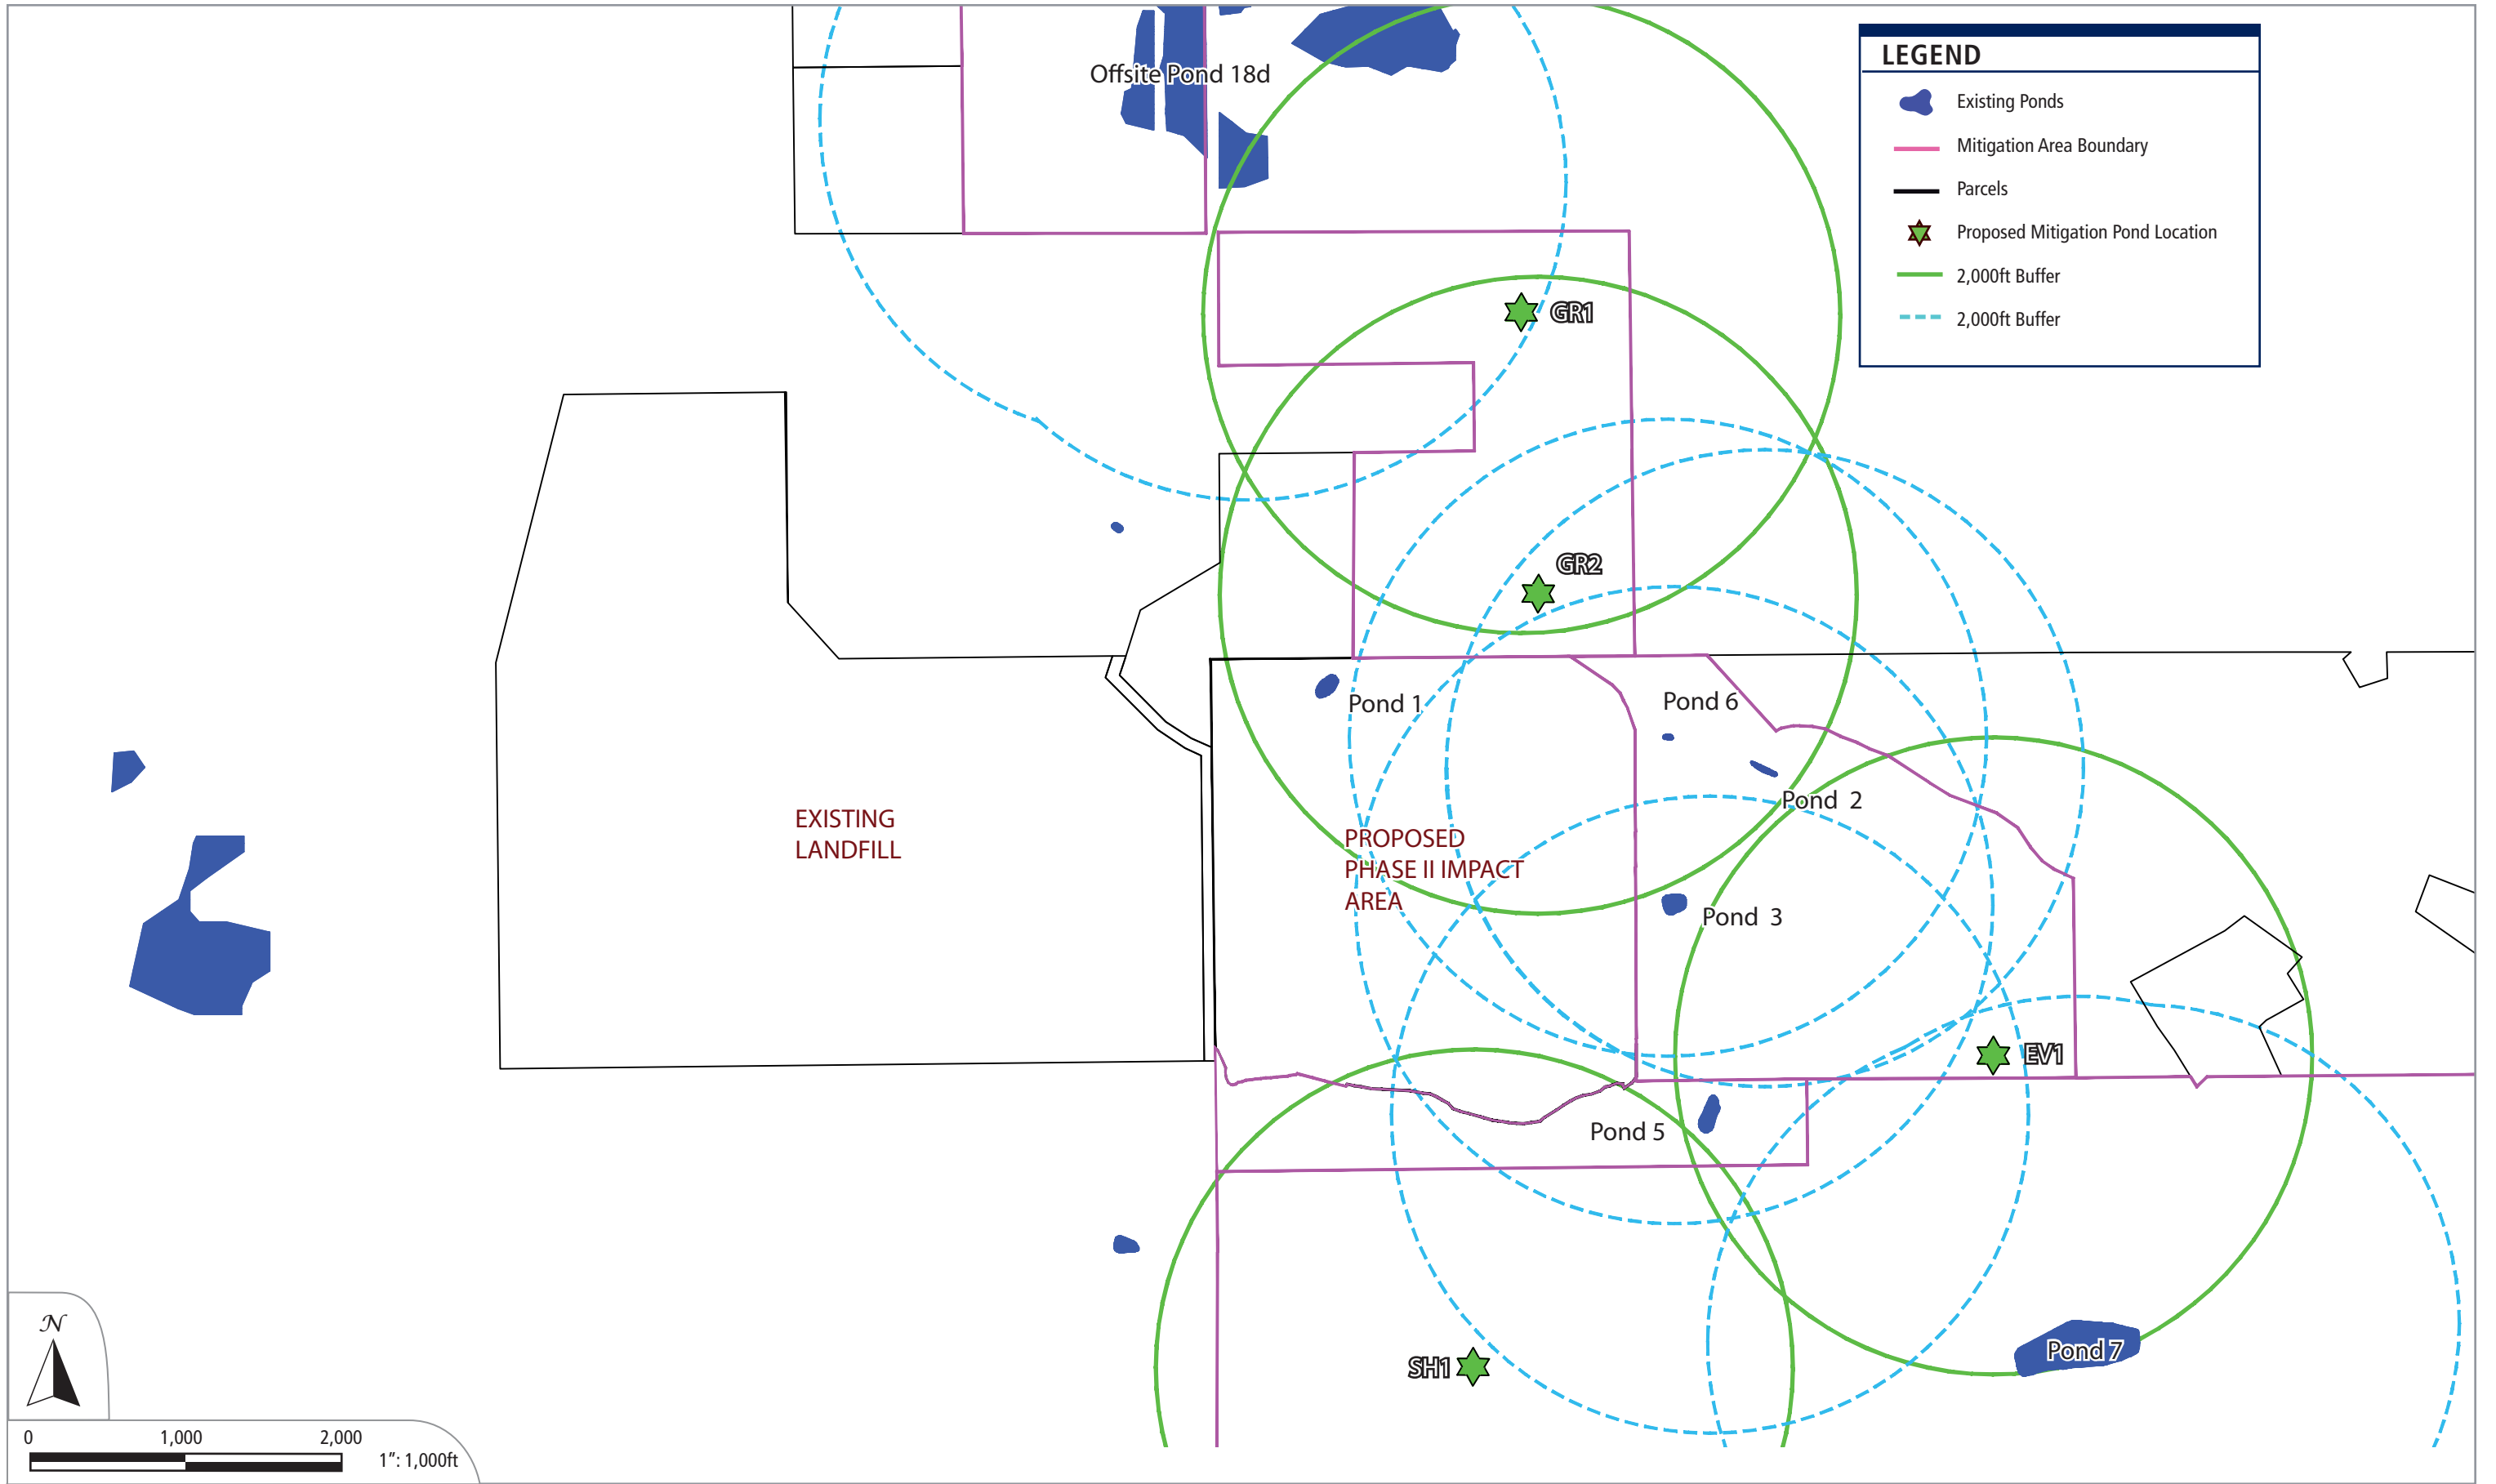 LEGEND
Existing Ponds
Mitigation Area Boundary
Parcels
Proposed Mitigation Pond Location
2,000ft Buffer
2,000ft Buffer
Offsite Pond 18d
GR1
GR2
Pond 1
Pond 6
Pond 2
EXISTING
LANDFILL
PROPOSED
PHASE II IMPACT
AREA
Pond 3
EV1
Pond 5
Pond 7
SH1
N
0
1,000
2,000
1”: 1,000ft